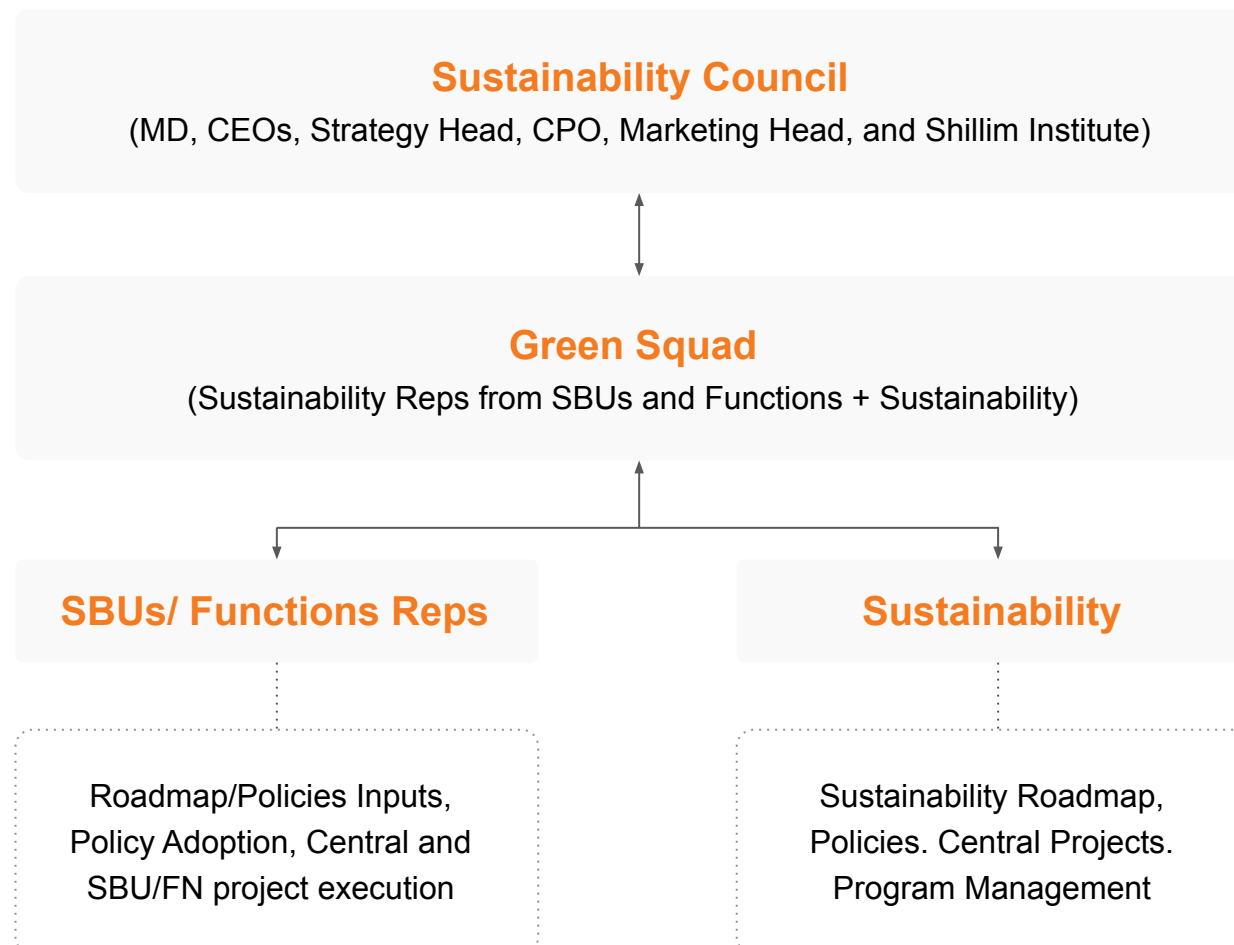 Sustainability Council
(MD, CEOs, Strategy Head, CPO, Marketing Head, and Shillim Institute)
Green Squad
(Sustainability Reps from SBUs and Functions + Sustainability)
SBUs/ Functions Reps
Sustainability
Roadmap/Policies Inputs,
Policy Adoption, Central and
SBU/FN project execution
Sustainability Roadmap,
Policies. Central Projects.
Program Management